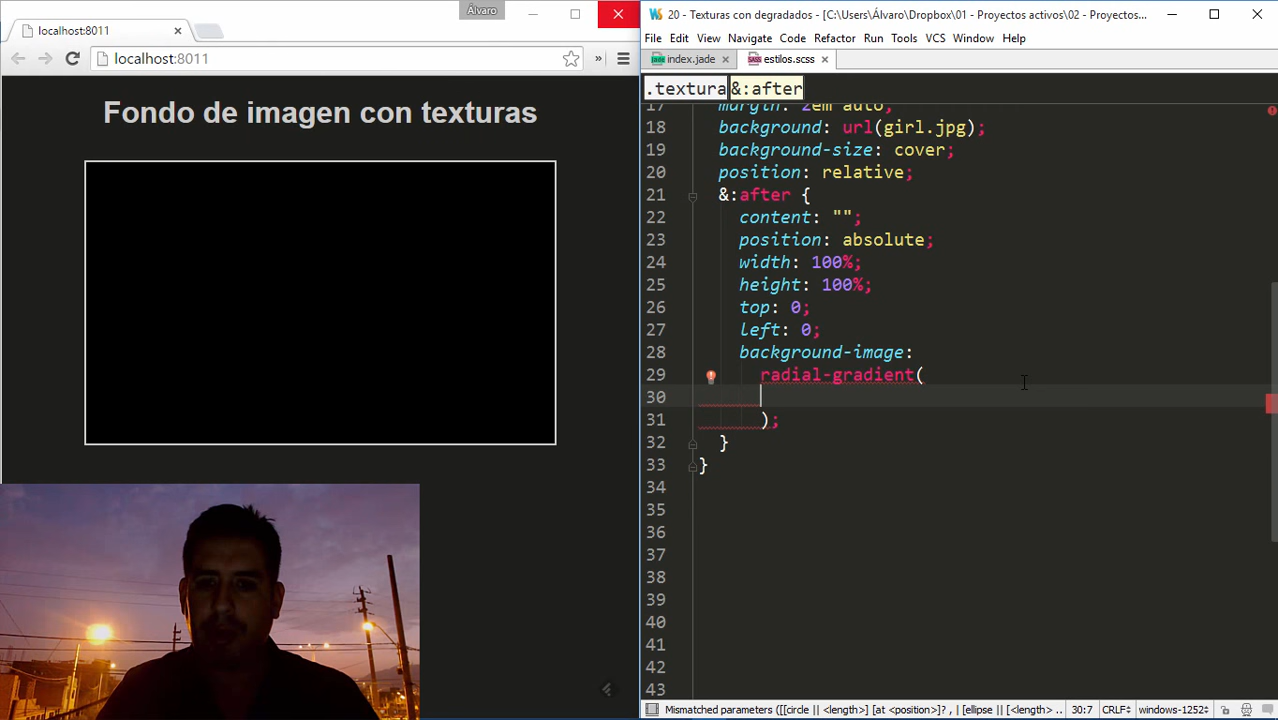 Álvaro
localhost:8011
localhost:8011
»
Fondo de imagen con texturas
20 - Texturas con degradados - [C:\Users\Álvaro\Dropbox\01 - Proyectos activos\02 - Proyectos...
File Edit View Navigate Code Refactor Run Tools VCS Window Help
index.jade estilos.scss
.textura &:after
17 margin: 2em auto;
18 background: url(girl.jpg);
19 background-size: cover;
20 position: relative;
21 &:after {
22 content: "";
23 position: absolute;
24 width: 100%;
25 height: 100%;
26 top: 0;
27 left: 0;
28 background-image:
29 radial-gradient(
30
31 );
32 }
33 }
34
35
36
37
38
39
40
41
42
43
Mismatched parameters ([[circle || <length>] [at <position>]? , | [ellipse || [<length> .. 30:7 CRLF÷ windows-1252÷